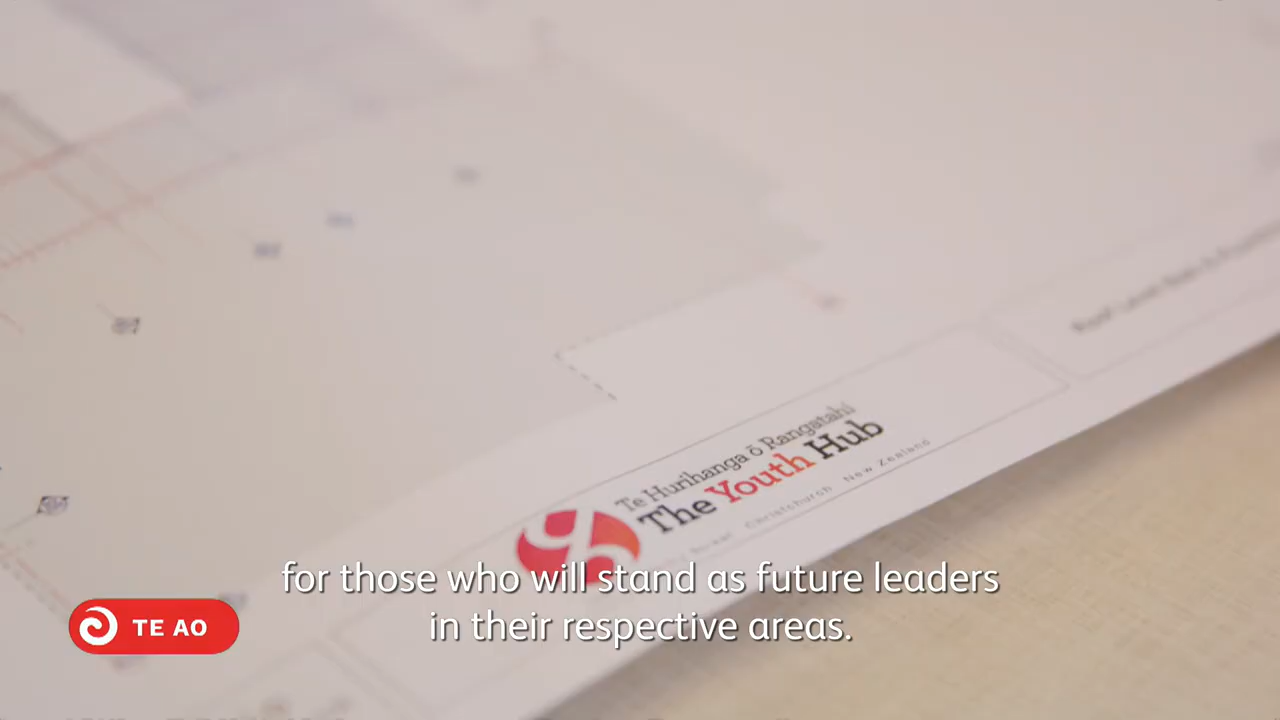 Te Hurihanga ō Rangatahi
The Youth Hub
Christchurch New Zealand
for those who will stand as future leaders
in their respective areas.
TE AO